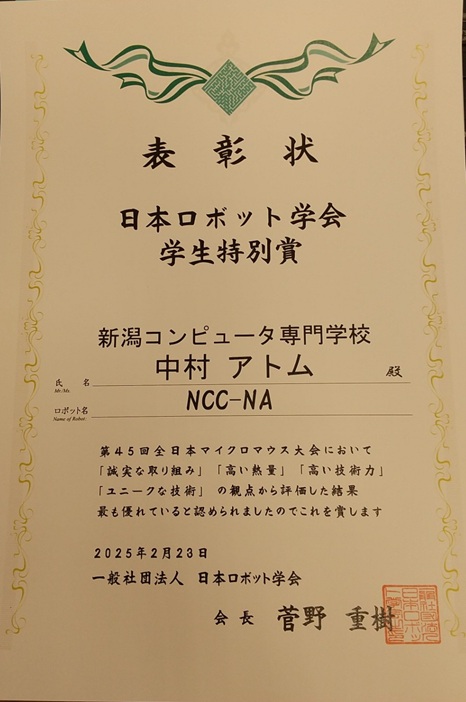 表彰状
日本ロボット学会
学生特別賞
新潟コンピュータ専門学校
氏 名 中村 アトム 殿
Mr./Ms.
ロボット名 NCC-NA
Name of Robot.
第45回全日本マイクロマウス大会において
「誠実な取り組み」「高い熱量」「高い技術力」
「ユニークな技術」の観点から評価した結果
最も優れていると認められましたのでこれを賞します
2025年2月23日
一般社団法人 日本ロボット学会
会長 菅野 重樹